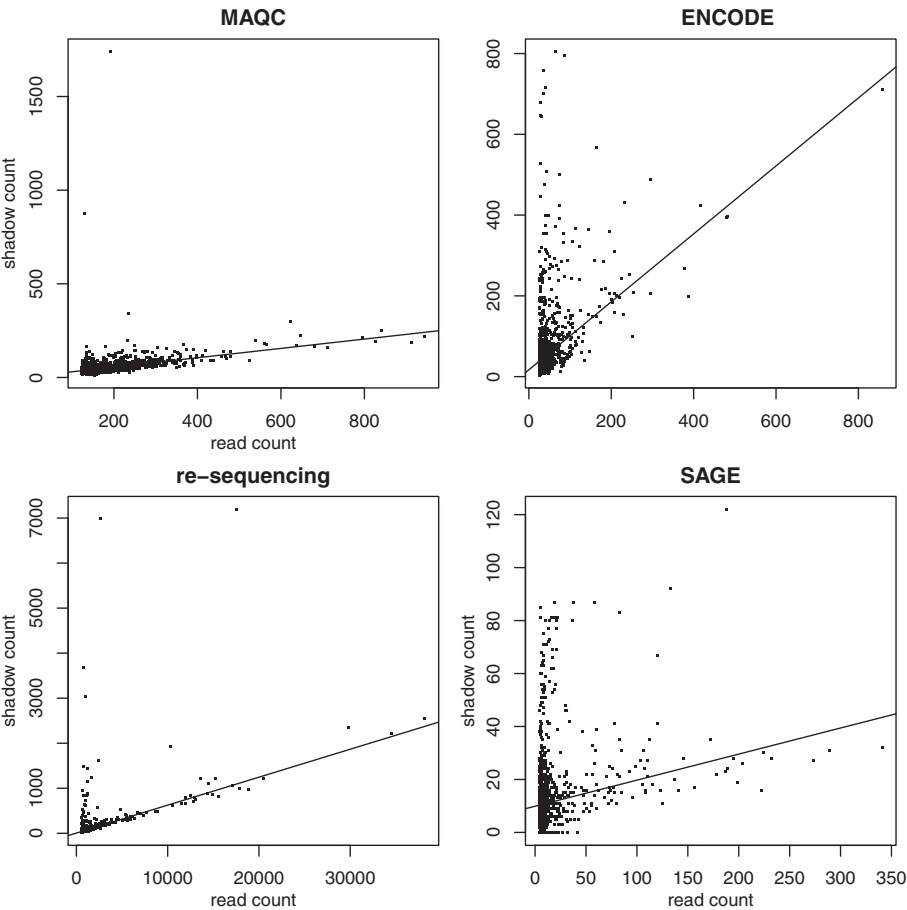 MAQC
shadow count
0 500 1000 1500
200 400 600 800
read count
ENCODE
0 200 400 600 800
0 200 400 600 800
re−sequencing
shadow count
0 1000 3000 5000 7000
0 10000 20000 30000
read count
SAGE
shadow count
0 20 40 60 80 100 120
0 50 100 150 200 250 300 350
read count